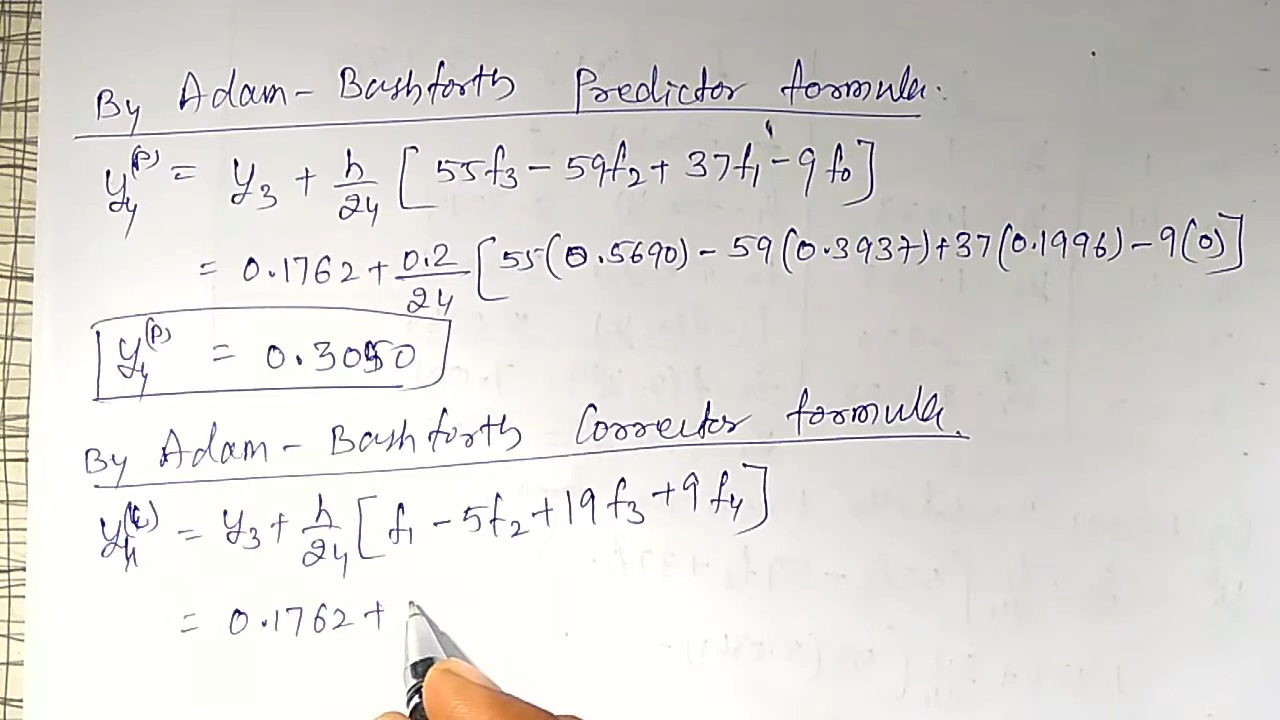 By Adam-Bashforth Predictor formula.
y₄⁽ᵖ⁾ = y₃ + h/24 [55f₃ - 59f₂ + 37f₁ - 9f₀]
= 0.1762 + 0.2/24 [55(0.5690) - 59(0.3937) + 37(0.1996) - 9(0)]
y₄⁽ᵖ⁾ = 0.3050
By Adam-Bashforth Corrector formula.
y₄⁽ᶜ⁾ = y₃ + h/24 [f₁ - 5f₂ + 19f₃ + 9f₄]
= 0.1762 +